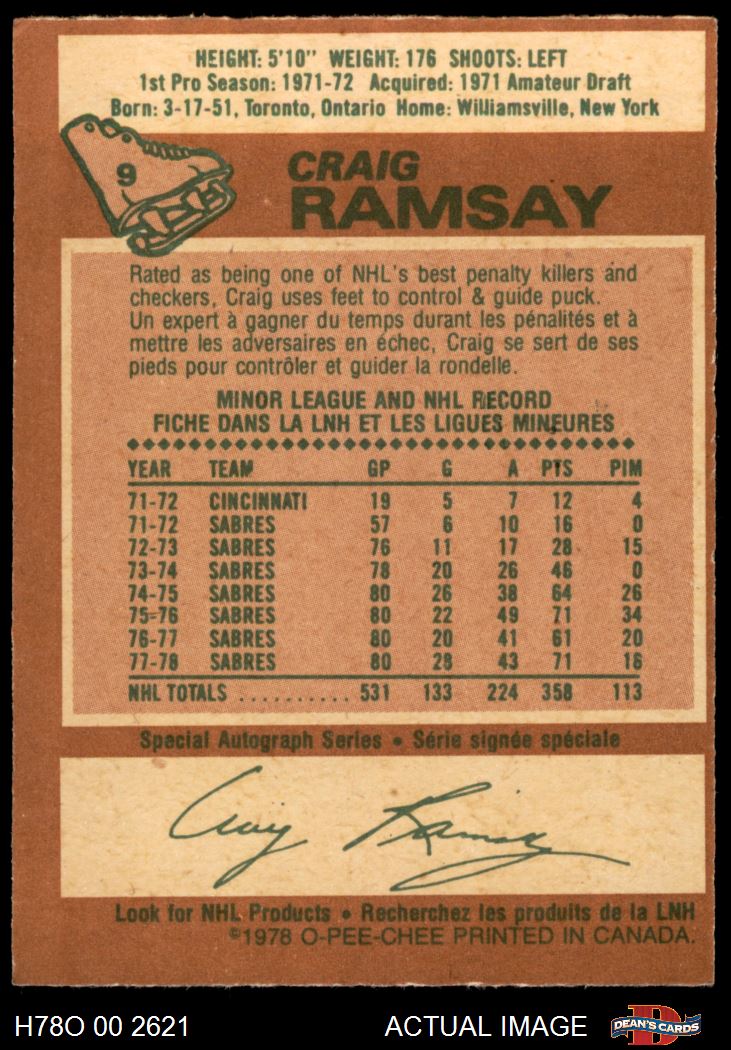 HEIGHT: 5'10" WEIGHT: 176 SHOOTS: LEFT
1st Pro Season: 1971-72 Acquired: 1971 Amateur Draft
Born: 3-17-51, Toronto, Ontario Home: Williamsville, New York
9
CRAIG
RAMSAY
Rated as being one of NHL's best penalty killers and
checkers, Craig uses feet to control & guide puck.
Un expert à gagner du temps durant les pénalités et à
mettre les adversaires en échec, Craig se sert de ses
pieds pour contrôler et guider la rondelle.
MINOR LEAGUE AND NHL RECORD
FICHE DANS LA LNH ET LES LIGUES MINEURES
YEAR TEAM GP G A PTS PIM
71-72 CINCINNATI 19 5 7 12 4
71-72 SABRES 57 6 10 16 0
72-73 SABRES 76 11 17 28 15
73-74 SABRES 78 20 26 46 0
74-75 SABRES 80 26 38 64 26
75-76 SABRES 80 22 49 71 34
76-77 SABRES 80 20 41 61 20
77-78 SABRES 80 28 43 71 18
NHL TOTALS .......... 531 133 224 358 113
Special Autograph Series • Série signée spéciale
Craig Ramsay
Look for NHL Products • Recherchez les produits de la LNH
©1978 O-PEE-CHEE PRINTED IN CANADA.
H78O 00 2621 ACTUAL IMAGE D DEAN'S CARDS